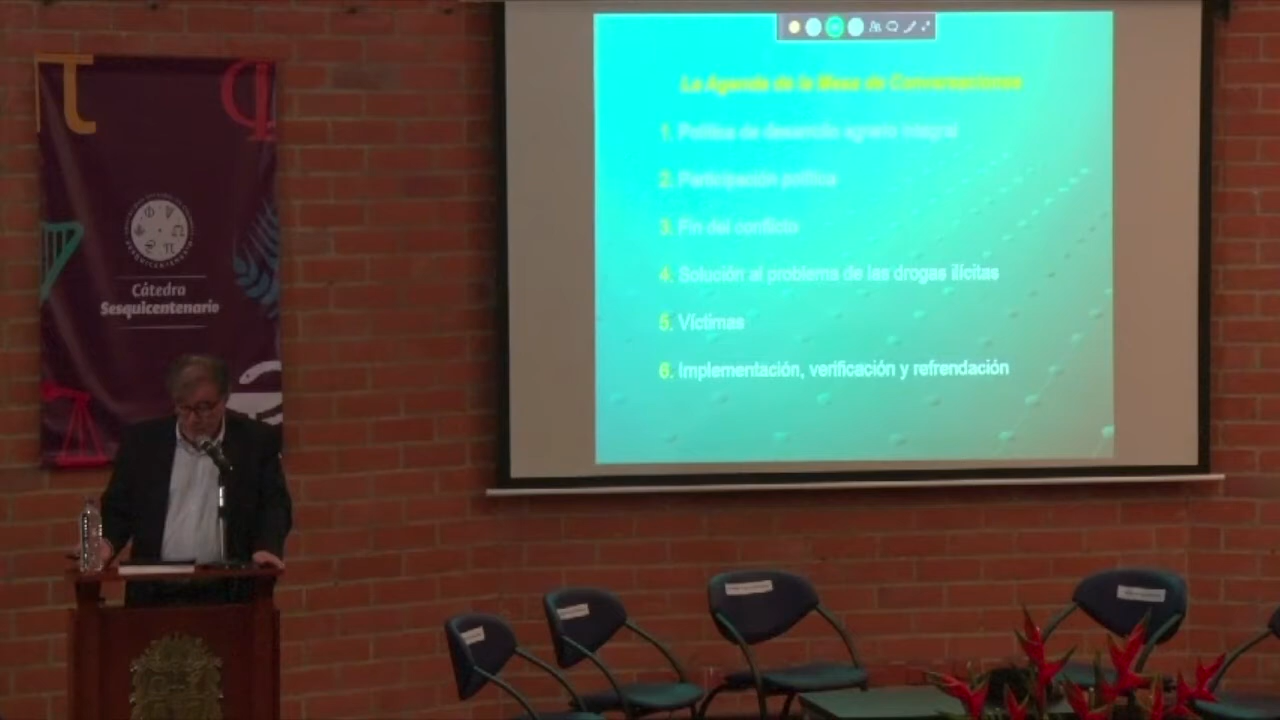 La Agenda de la Mesa de Conversaciones
1. Política de desarrollo agrario integral
2. Participación política
3. Fin del conflicto
4. Solución al problema de las drogas ilícitas
5. Víctimas
6. Implementación, verificación y refrendación
Cátedra
Sesquicentenario